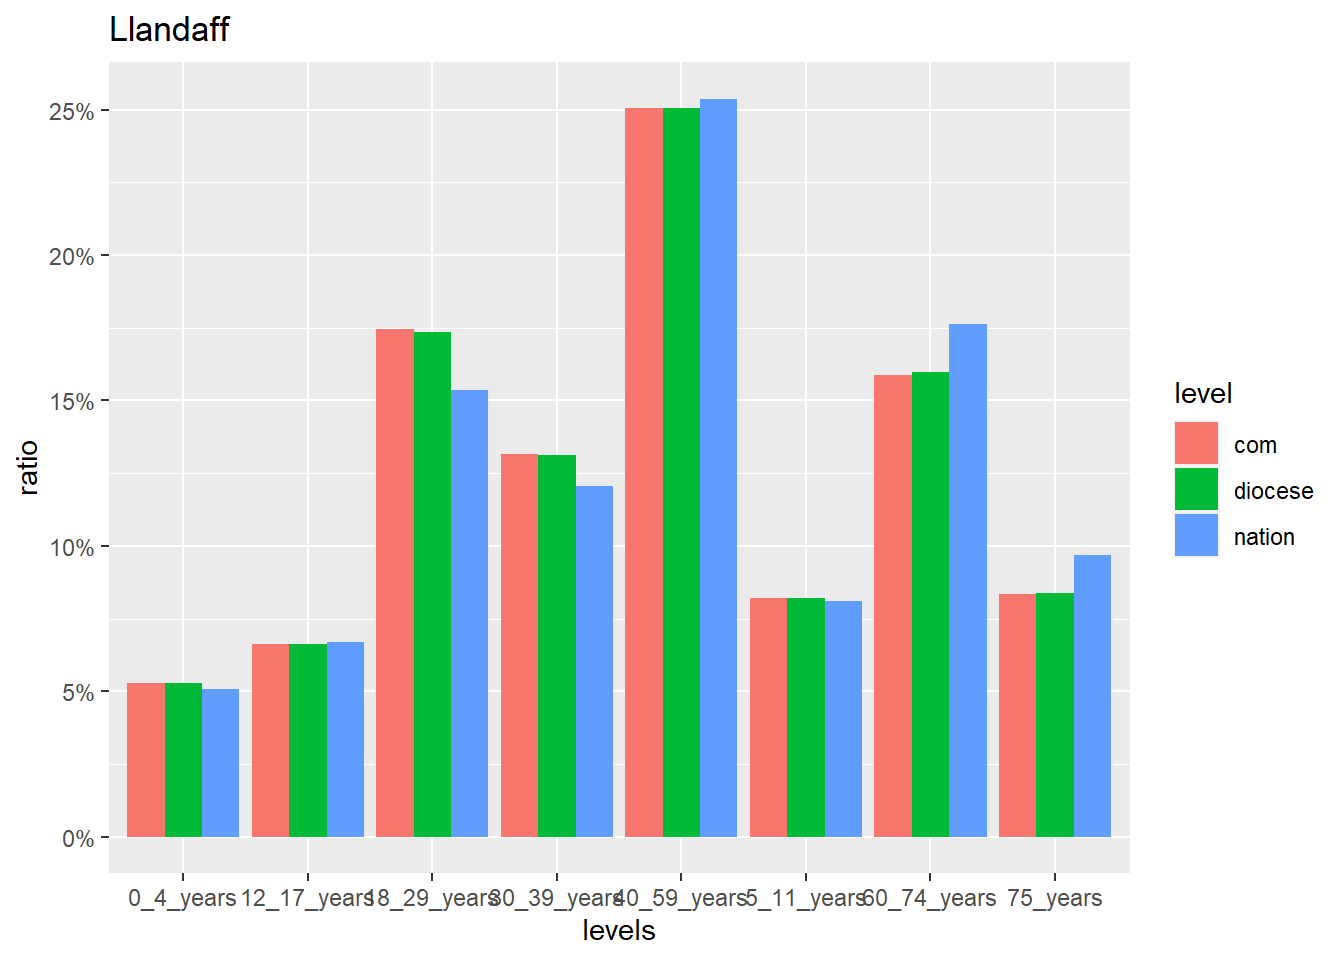 Llandaff
25%
20%
15%
10%
5%
0%
ratio
0_4_years 12_17_years 18_29_years 30_39_years 40_59_years 5_11_years 60_74_years 75_years
levels
level
com
diocese
nation